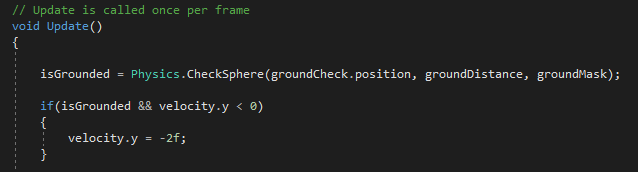 // Update is called once per frame
void Update()
{
isGrounded = Physics.CheckSphere(groundCheck.position, groundDistance, groundMask);
if(isGrounded && velocity.y < 0)
{
velocity.y = -2f;
}